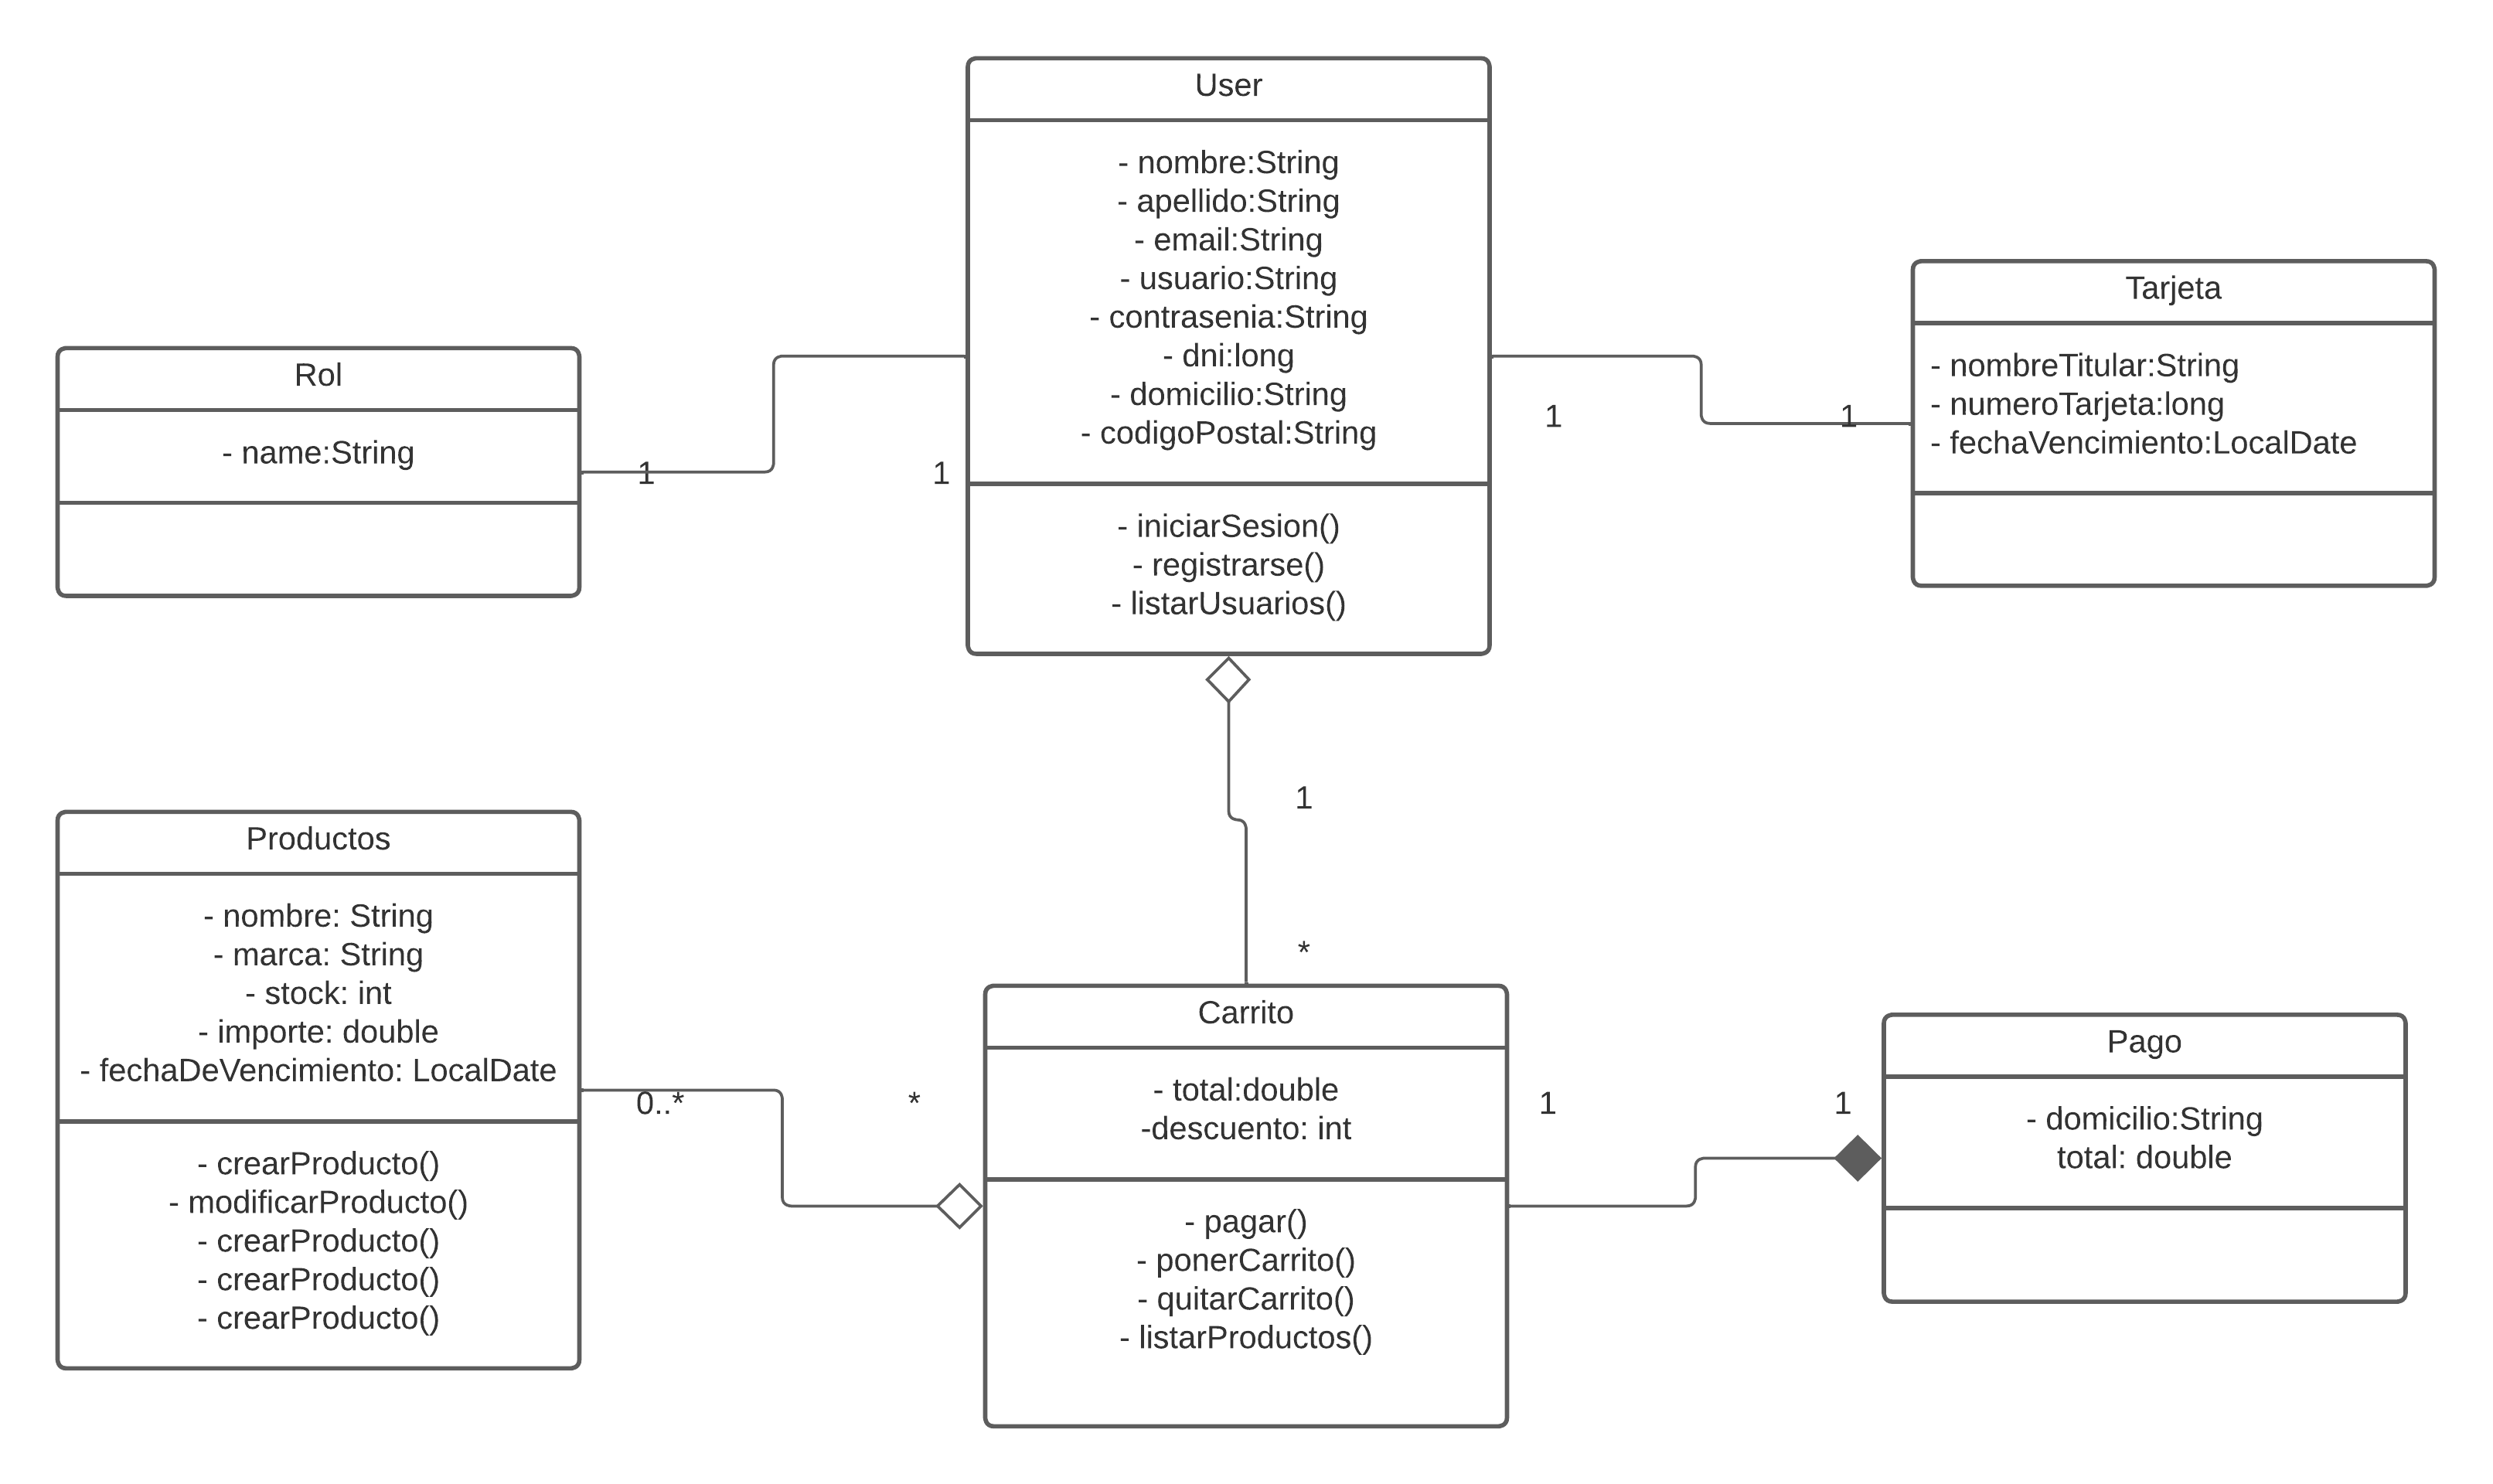 User
- nombre:String
- apellido:String
- email:String
- usuario:String
- contrasenia:String
- dni:long
- domicilio:String
- codigoPostal:String
- iniciarSesion()
- registrarse()
- listarUsuarios()
Rol
- name:String
1
1
Tarjeta
- nombreTitular:String
- numeroTarjeta:long
- fechaVencimiento:LocalDate
1
1
1
*
Productos
- nombre: String
- marca: String
- stock: int
- importe: double
- fechaDeVencimiento: LocalDate
- crearProducto()
- modificarProducto()
- crearProducto()
- crearProducto()
- crearProducto()
0..*
*
Carrito
- total:double
-descuento: int
- pagar()
- ponerCarrito()
- quitarCarrito()
- listarProductos()
1
1
Pago
- domicilio:String
total: double